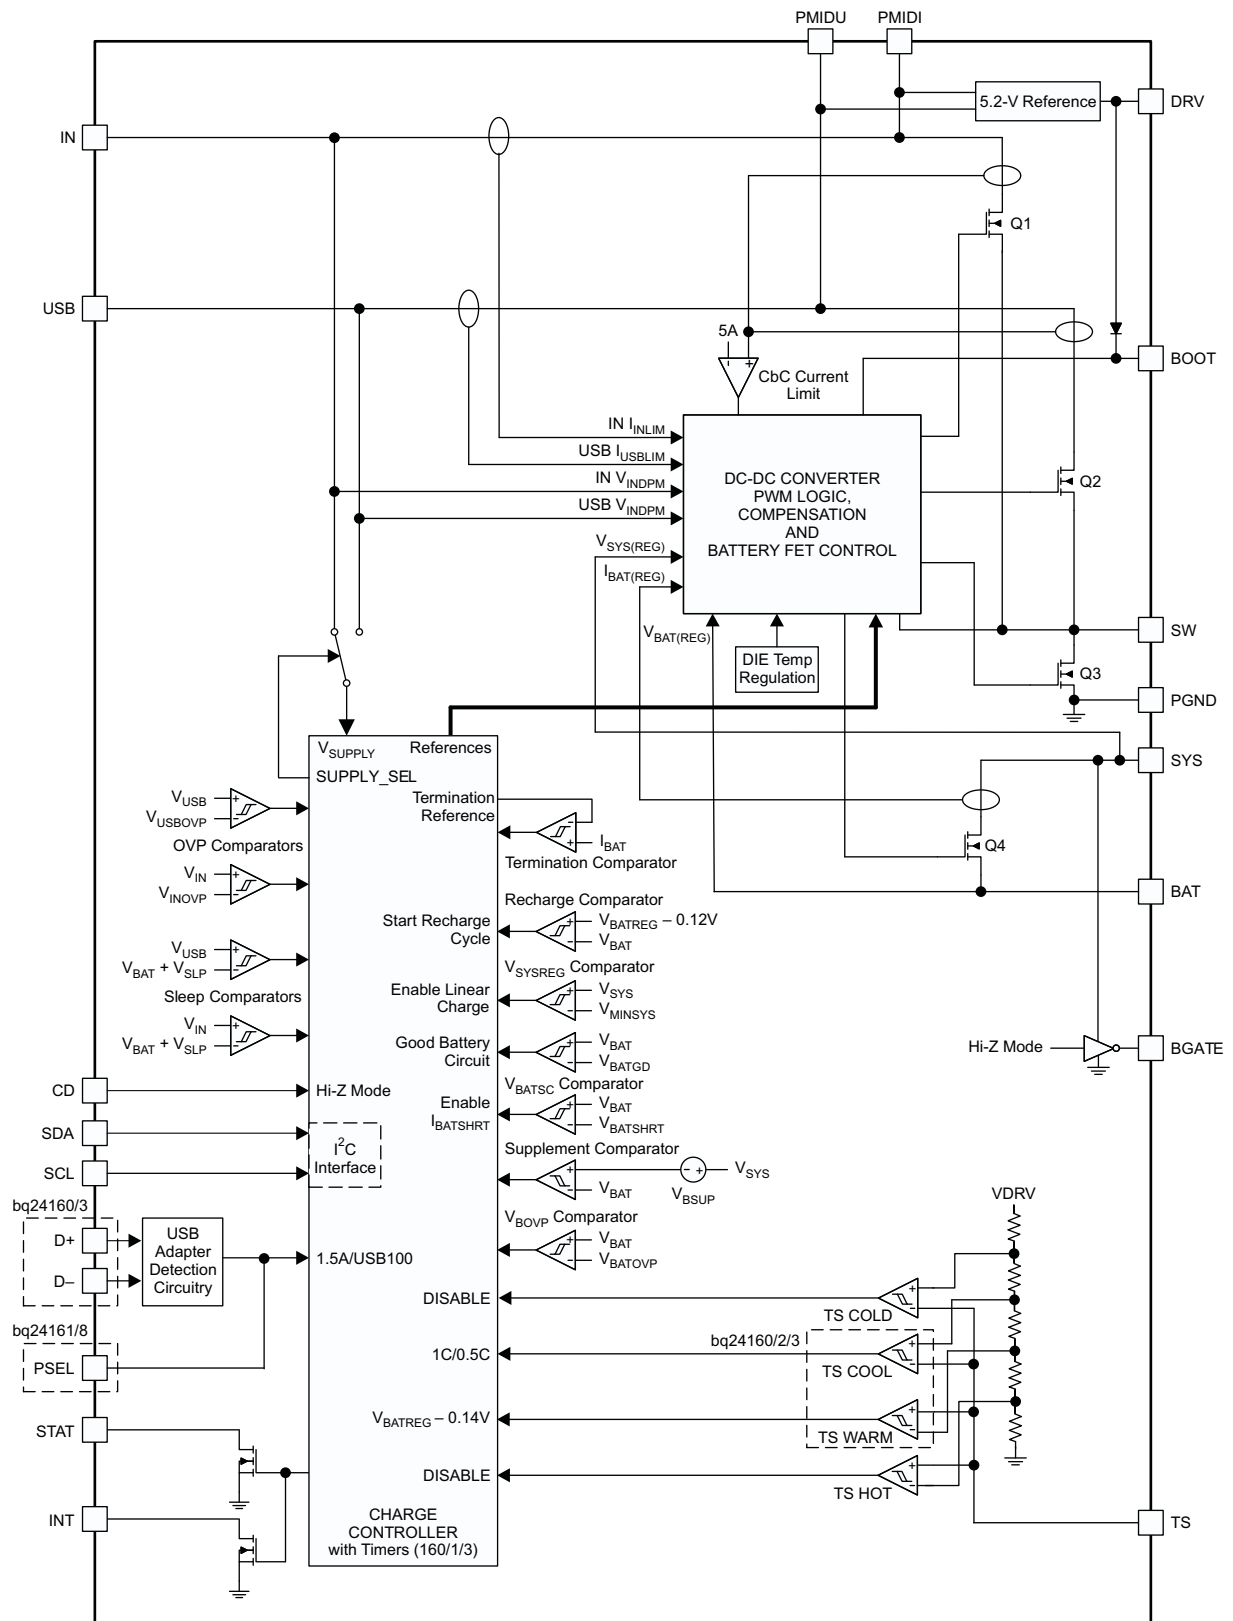 PMIDU
PMIDI
5.2-V Reference
DRV
IN
Q1
USB
5A
–
+
CbC Current
Limit
BOOT
IN I_INLIM
USB I_USBLIM
IN V_INDPM
USB V_INDPM
V_SYS(REG)
I_BAT(REG)
V_BAT(REG)
DC-DC CONVERTER
PWM LOGIC,
COMPENSATION
AND
BATTERY FET CONTROL
Q2
SW
DIE Temp
Regulation
Q3
PGND
SYS
V_SUPPLY
References
SUPPLY_SEL
V_USB
+
V_USBOVP
–
OVP Comparators
V_IN
+
V_INOVP
–
V_USB
+
V_BAT + V_SLP
–
Sleep Comparators
V_IN
+
V_BAT + V_SLP
–
Termination
Reference
–
+
I_BAT
Termination Comparator
Q4
BAT
Recharge Comparator
Start Recharge
Cycle
+
V_BATREG – 0.12V
–
V_BAT
V_SYSREG Comparator
Enable Linear
Charge
+
V_SYS
–
V_MINSYS
Good Battery
Circuit
+
V_BAT
–
V_BATGD
Hi-Z Mode
BGATE
CD
Hi-Z Mode
V_BATSC Comparator
Enable
I_BATSHRT
+
V_BAT
–
V_BATSHRT
SDA
SCL
I²C
Interface
Supplement Comparator
+
–
V_BAT
–
+
V_BSUP
V_SYS
bq24160/3
D+
D–
USB
Adapter
Detection
Circuitry
1.5A/USB100
V_BOVP Comparator
+
V_BAT
–
V_BATOVP
VDRV
DISABLE
+
–
TS COLD
bq24161/8
PSEL
bq24160/2/3
1C/0.5C
+
–
TS COOL
V_BATREG – 0.14V
+
–
TS WARM
DISABLE
+
–
TS HOT
STAT
INT
TS
CHARGE
CONTROLLER
with Timers (160/1/3)